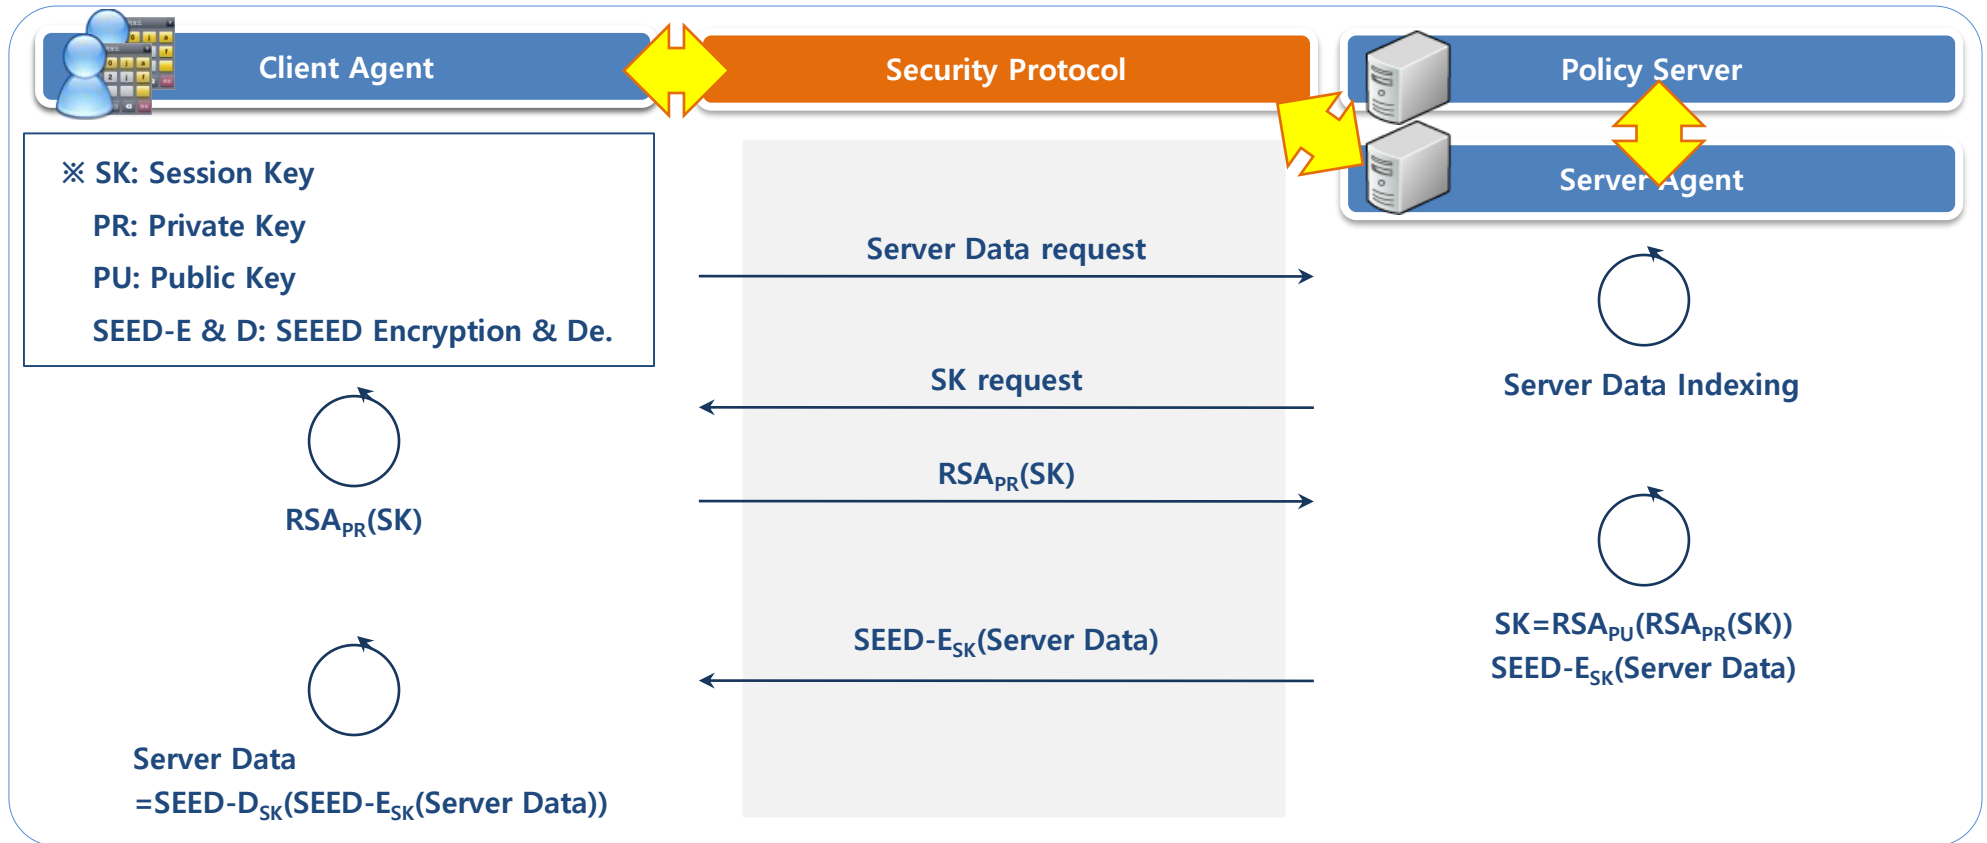 Client Agent
Security Protocol
Policy Server
Server Agent
※ SK: Session Key
PR: Private Key
PU: Public Key
SEED-E & D: SEEED Encryption & De.
Server Data request
Server Data Indexing
SK request
RSAPR(SK)
RSAPR(SK)
SK=RSAPU(RSAPR(SK))
SEED-ESK(Server Data)
SEED-ESK(Server Data)
Server Data
=SEED-DSK(SEED-ESK(Server Data))